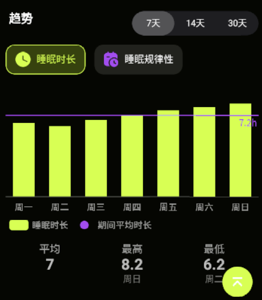 趋势
7天 14天 30天
睡眠时长 睡眠规律性
7.2h
周一 周二 周三 周四 周五 周六 周日
睡眠时长 期间平均时长
平均 最高 最低
7 8.2 6.2
周日 周二